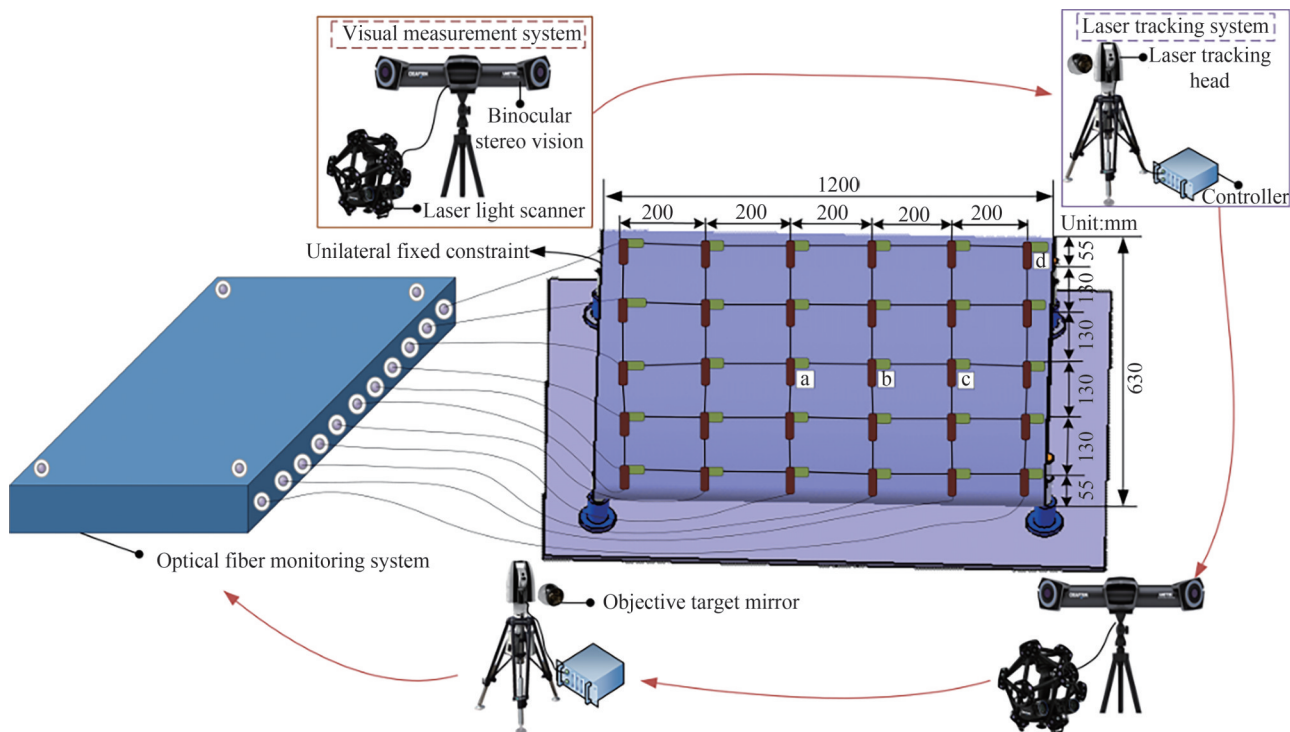 Visual measurement system
Binocular
stereo vision
Laser light scanner
Laser tracking system
Laser tracking
head
Controller
1200
200
200
200
200
200
Unit:mm
Unilateral fixed constraint
d
55
130
130
630
a
b
c
130
130
55
Optical fiber monitoring system
Objective target mirror